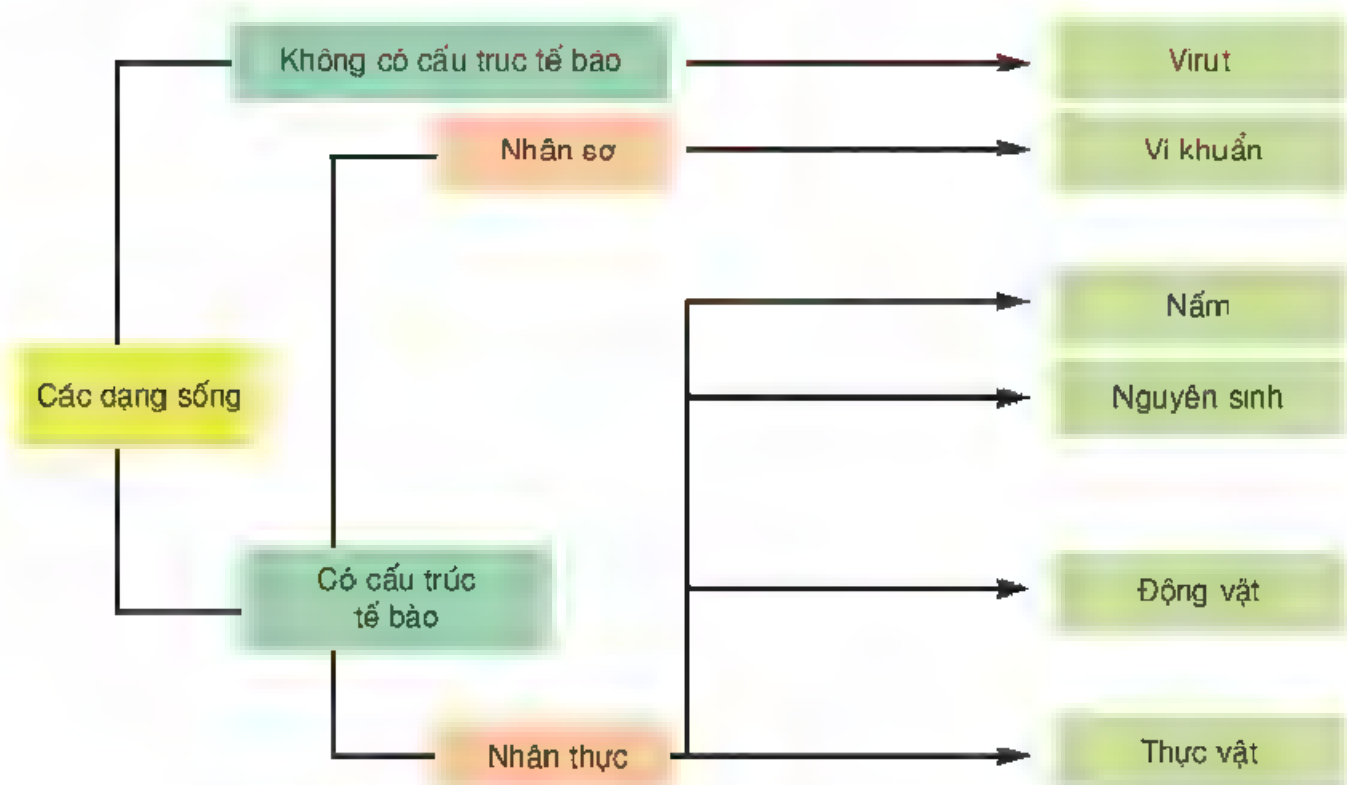 Không có cấu truc tế bao
Virut
Nhân sơ
Vi khuẩn
Nấm
Các dạng sống
Nguyên sinh
Có cấu trúc
tế bào
Động vật
Nhân thực
Thực vật